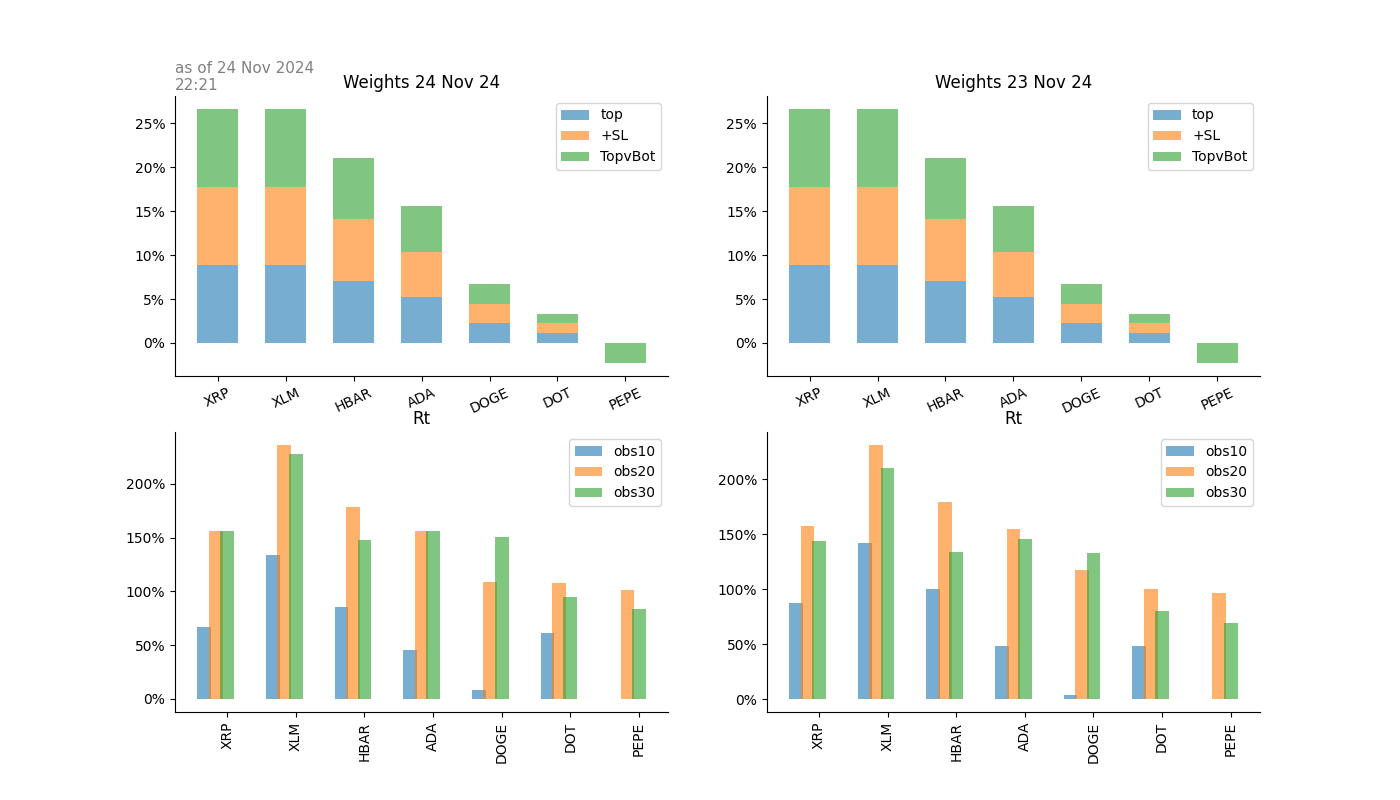 as of 24 Nov 2024
22:21
Weights 24 Nov 24
25%
20%
15%
10%
5%
0%
top
+SL
TopvBot
XRP
XLM
HBAR
ADA
DOGE
DOT
PEPE
Weights 23 Nov 24
25%
20%
15%
10%
5%
0%
top
+SL
TopvBot
XRP
XLM
HBAR
ADA
DOGE
DOT
PEPE
Rt
200%
150%
100%
50%
0%
obs10
obs20
obs30
XRP
XLM
HBAR
ADA
DOGE
DOT
PEPE
Rt
200%
150%
100%
50%
0%
obs10
obs20
obs30
XRP
XLM
HBAR
ADA
DOGE
DOT
PEPE